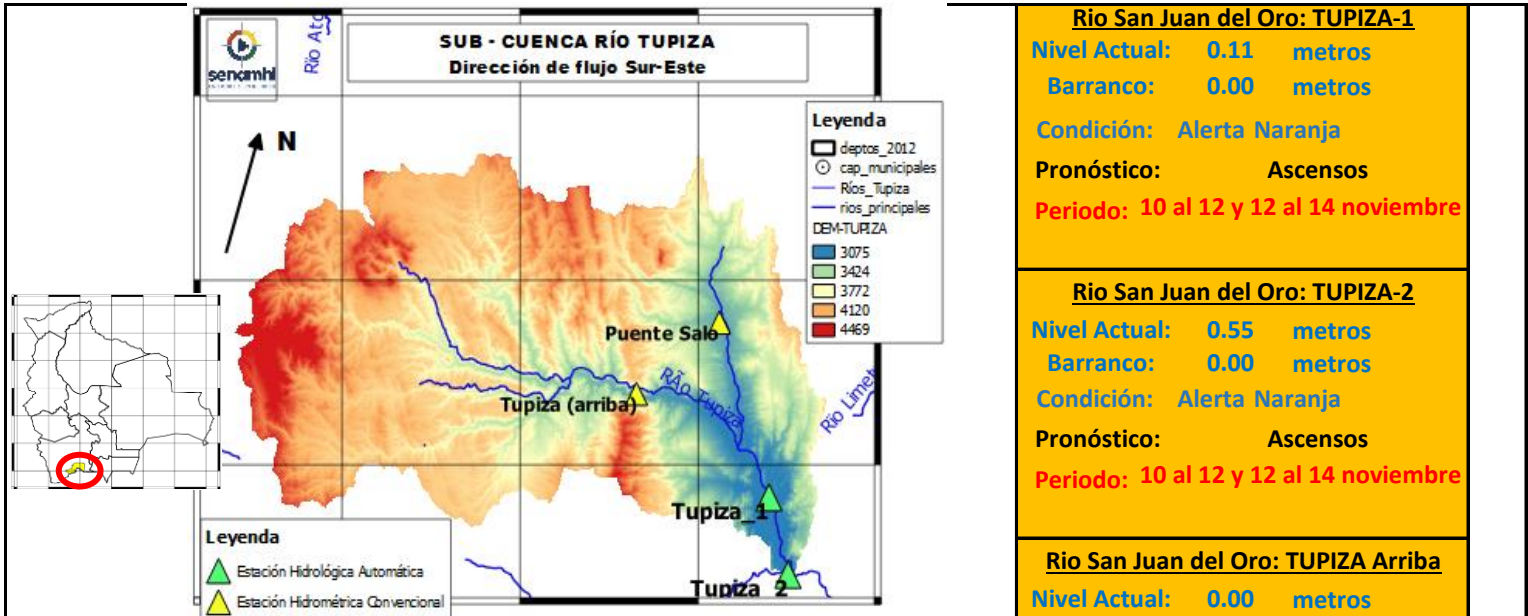 senamhi
Río Ato
SUB - CUENCA RÍO TUPIZA
Dirección de flujo Sur-Este
N
Leyenda
deptos_2012
cap_municipales
Ríos_Tupiza
rios_principales
DEM-TUPIZA
3075
3424
3772
4120
4469
Puente Salo
Tupiza (arriba)
RÃ­o Tupiza
Río Limet
Tupiza_1
Tupiza_2
Leyenda
Estación Hidrológica Automática
Estación Hidrométrica Convencional
Rio San Juan del Oro: TUPIZA-1
Nivel Actual: 0.11 metros
Barranco: 0.00 metros
Condición: Alerta Naranja
Pronóstico: Ascensos
Periodo: 10 al 12 y 12 al 14 noviembre
Rio San Juan del Oro: TUPIZA-2
Nivel Actual: 0.55 metros
Barranco: 0.00 metros
Condición: Alerta Naranja
Pronóstico: Ascensos
Periodo: 10 al 12 y 12 al 14 noviembre
Rio San Juan del Oro: TUPIZA Arriba
Nivel Actual: 0.00 metros